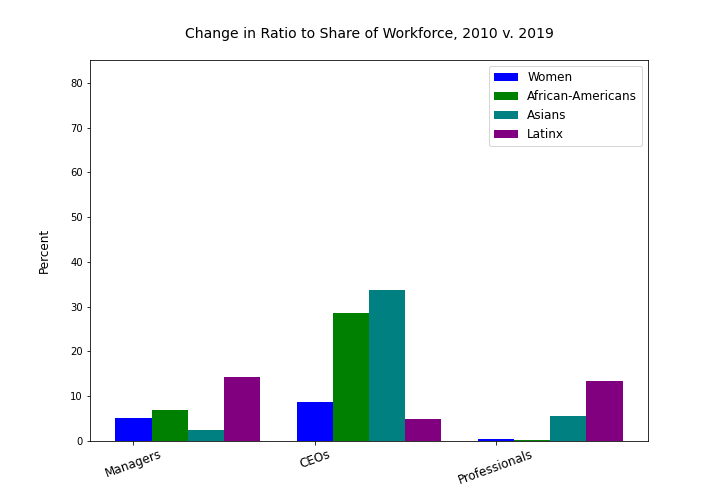 Change in Ratio to Share of Workforce, 2010 v. 2019
Women
African-Americans
Asians
Latinx
80
70
60
50
40
30
20
10
0
Percent
Managers
CEOs
Professionals